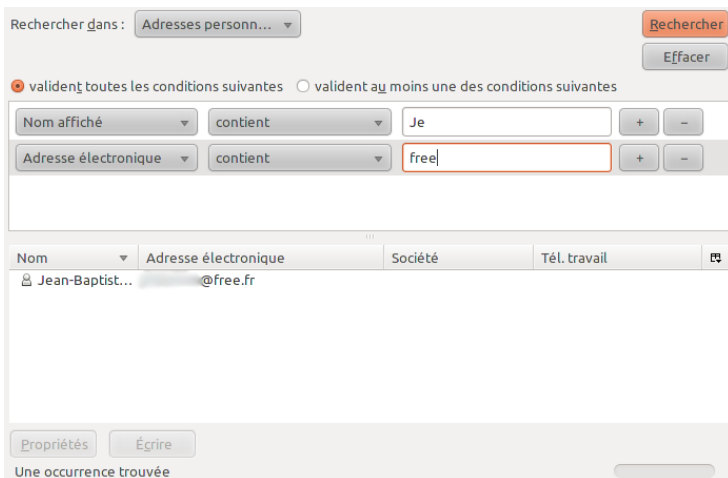 Rechercher dans : Adresses personn... Rechercher
Effacer
valident toutes les conditions suivantes valident au moins une des conditions suivantes
Nom affiché contient Je + −
Adresse électronique contient free + −
Nom Adresse électronique Société Tél. travail
Jean-Baptist... @free.fr
Propriétés Écrire
Une occurrence trouvée